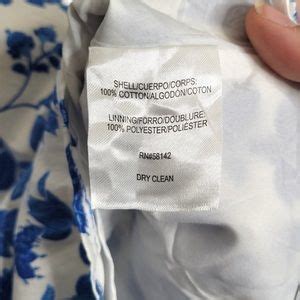 SHELL/CUERPO/CORPS:
100% COTTON/ALGODÓN/COTON
LINNING/FORRO/DOUBLURE:
100% POLYESTER/POLIÉSTER
RN#58142
DRY CLEAN